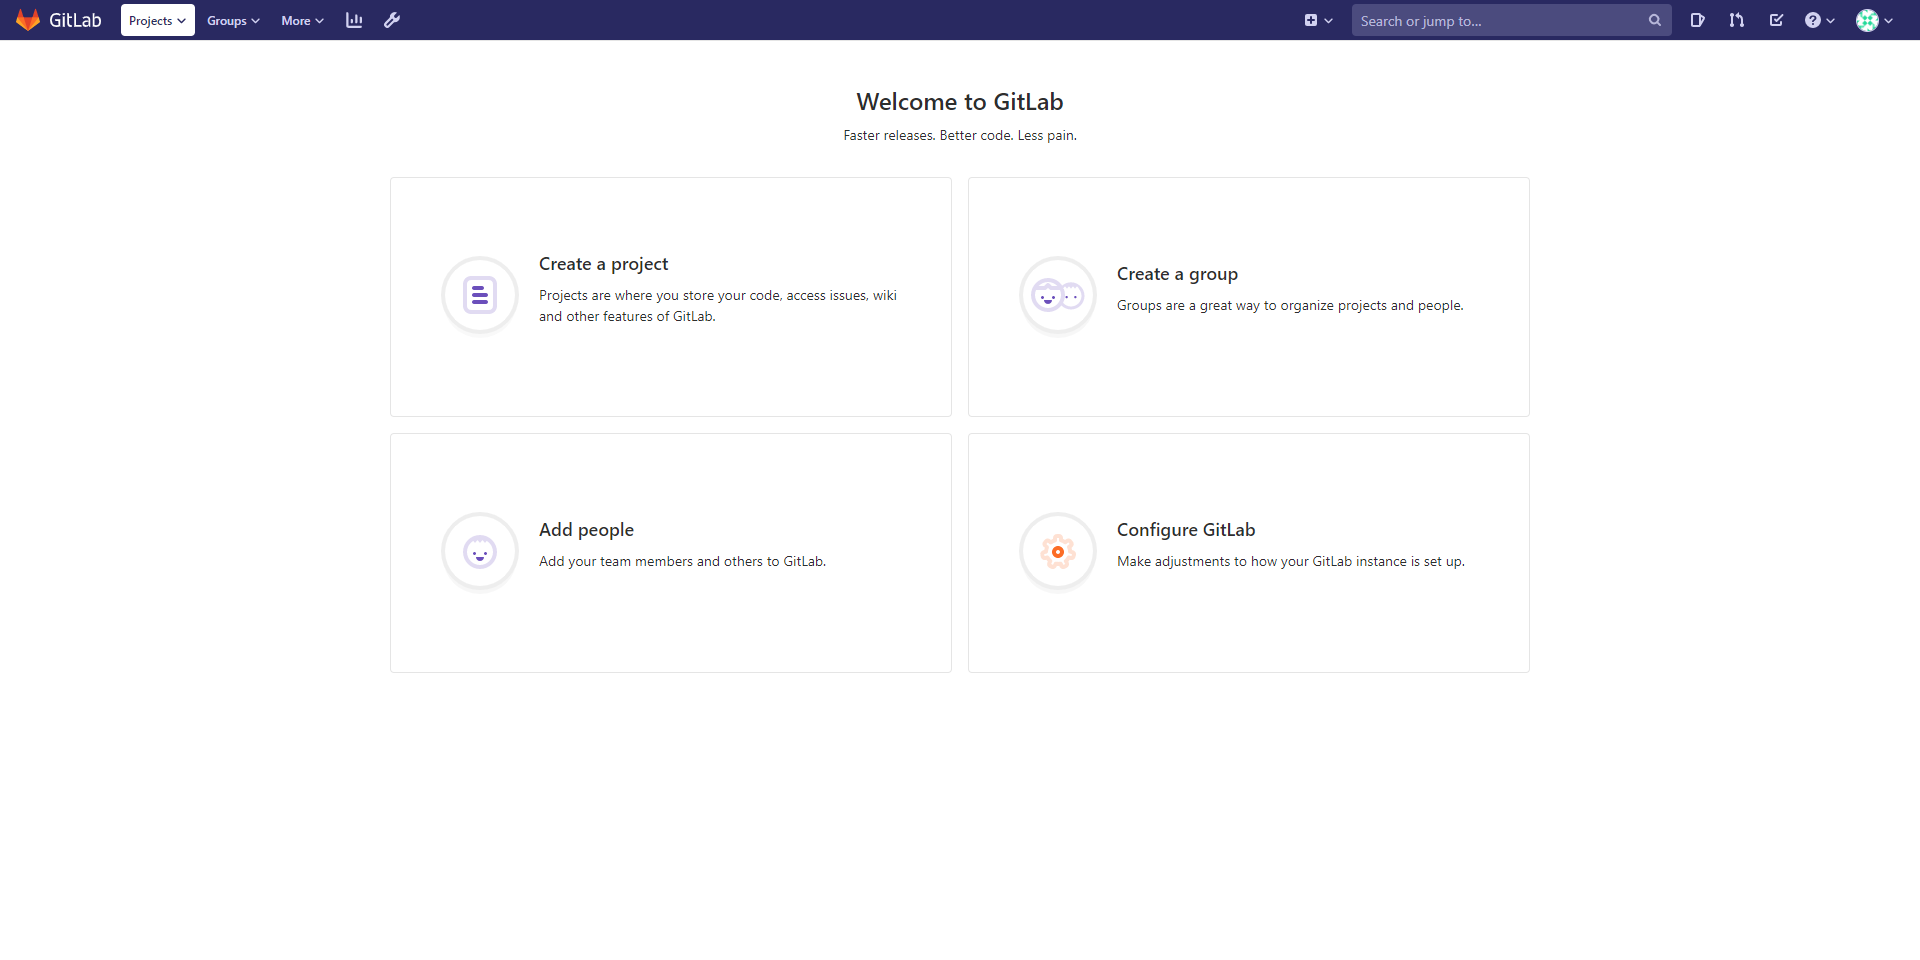 GitLab Projects Groups More Search or jump to...
Welcome to GitLab
Faster releases. Better code. Less pain.
Create a project
Projects are where you store your code, access issues, wiki
and other features of GitLab.
Create a group
Groups are a great way to organize projects and people.
Add people
Add your team members and others to GitLab.
Configure GitLab
Make adjustments to how your GitLab instance is set up.